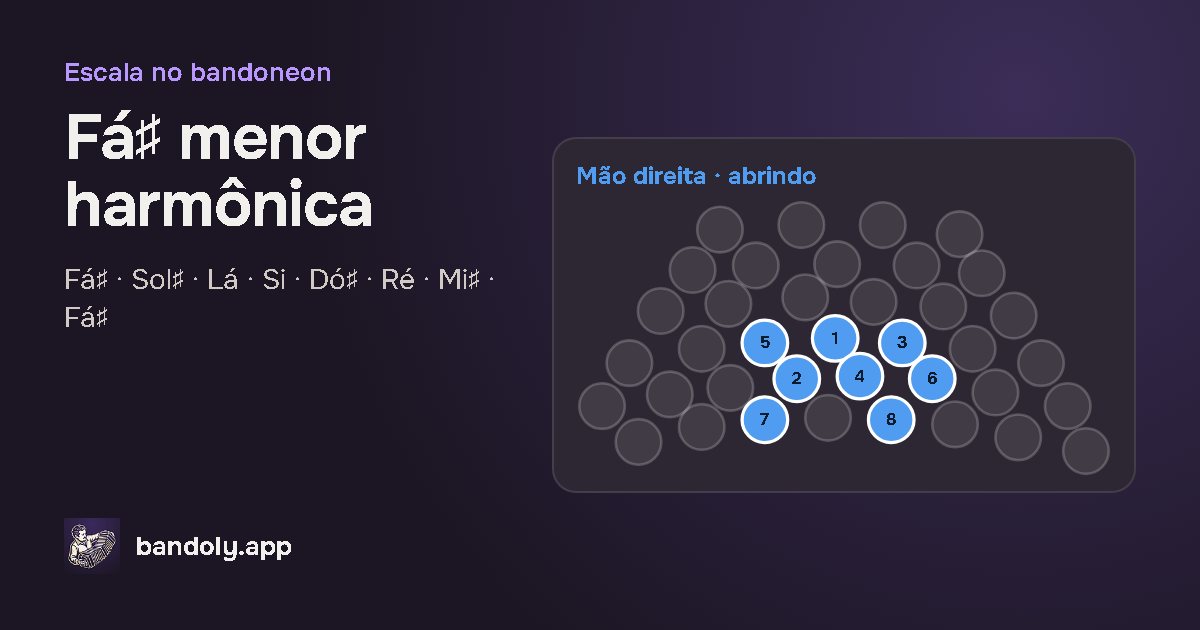 Escala no bandoneon
Fá♯ menor
harmônica
Fá♯ · Sol♯ · Lá · Si · Dó♯ · Ré · Mi♯ ·
Fá♯
Mão direita · abrindo
5 1 3
2 4 6
7 8
bandoly.app